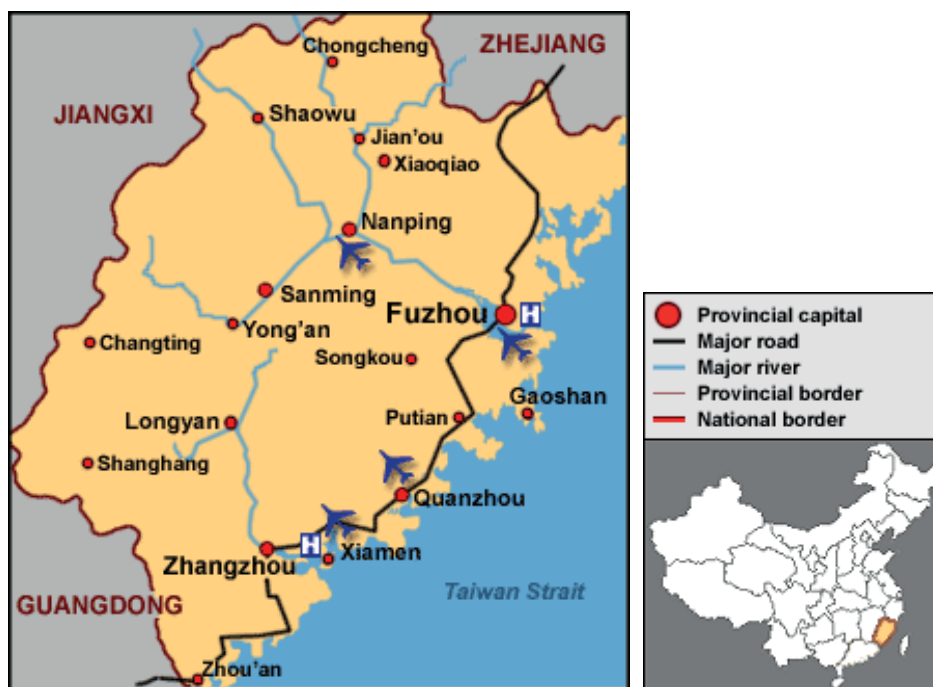 Chongcheng
ZHEJIANG
JIANGXI
Shaowu
Jian'ou
Xiaoqiao
Nanping
Sanming
Fuzhou
H
Yong'an
Changting
Songkou
Gaoshan
Longyan
Putian
Shanghang
Quanzhou
H
Xiamen
Zhangzhou
Taiwan Strait
GUANGDONG
Zhou'an
Provincial capital
Major road
Major river
Provincial border
National border